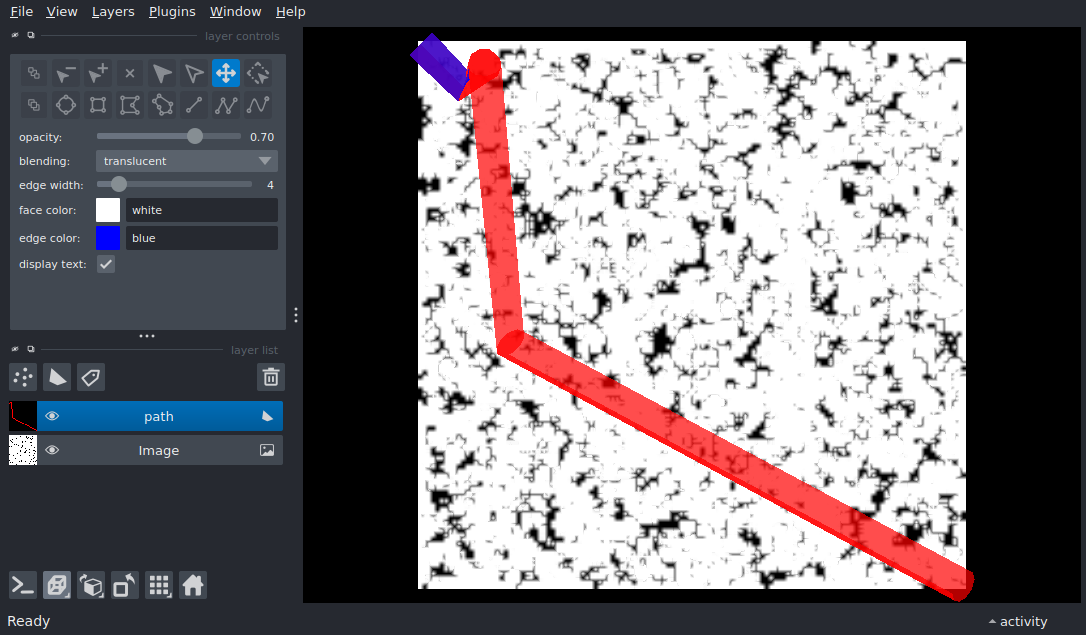 File View Layers Plugins Window Help
layer controls
opacity: 0.70
blending: translucent
edge width: 4
face color: white
edge color: blue
display text:
layer list
path
Image
Ready activity